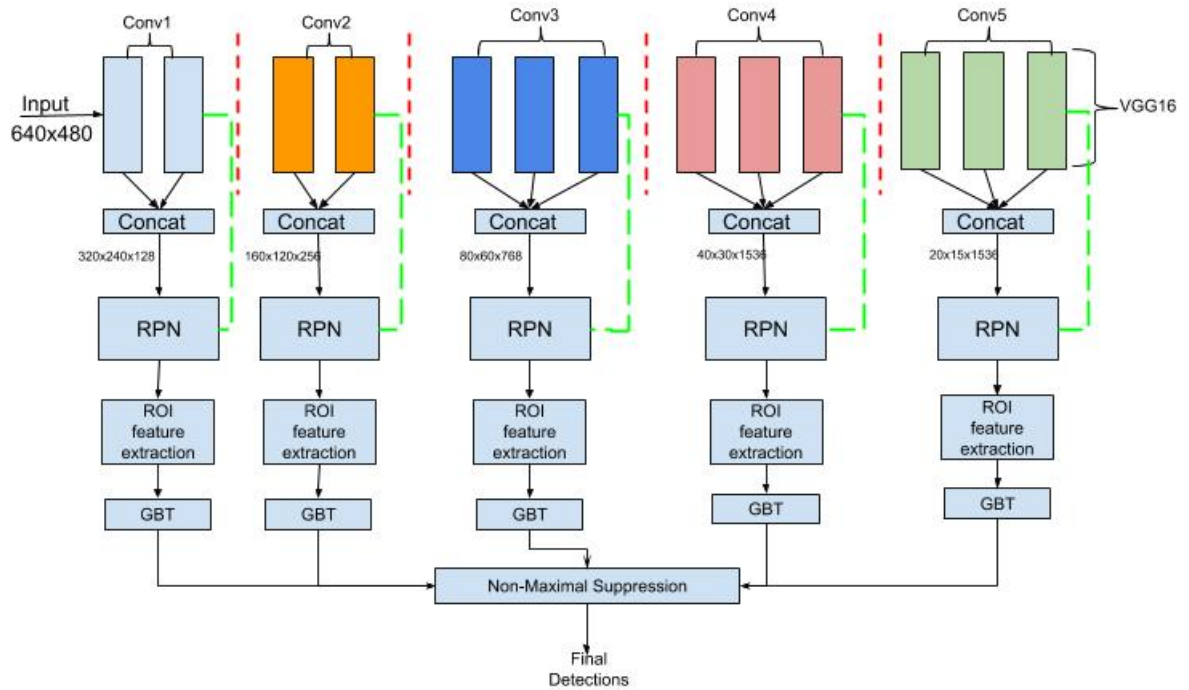 Conv1
Conv2
Conv3
Conv4
Conv5
Input
640x480
VGG16
Concat
Concat
Concat
Concat
Concat
320x240x128
160x120x256
80x60x768
40x30x1536
20x15x1536
RPN
RPN
RPN
RPN
RPN
ROI
feature
extraction
ROI
feature
extraction
ROI
feature
extraction
ROI
feature
extraction
ROI
feature
extraction
GBT
GBT
GBT
GBT
GBT
Non-Maximal Suppression
Final
Detections